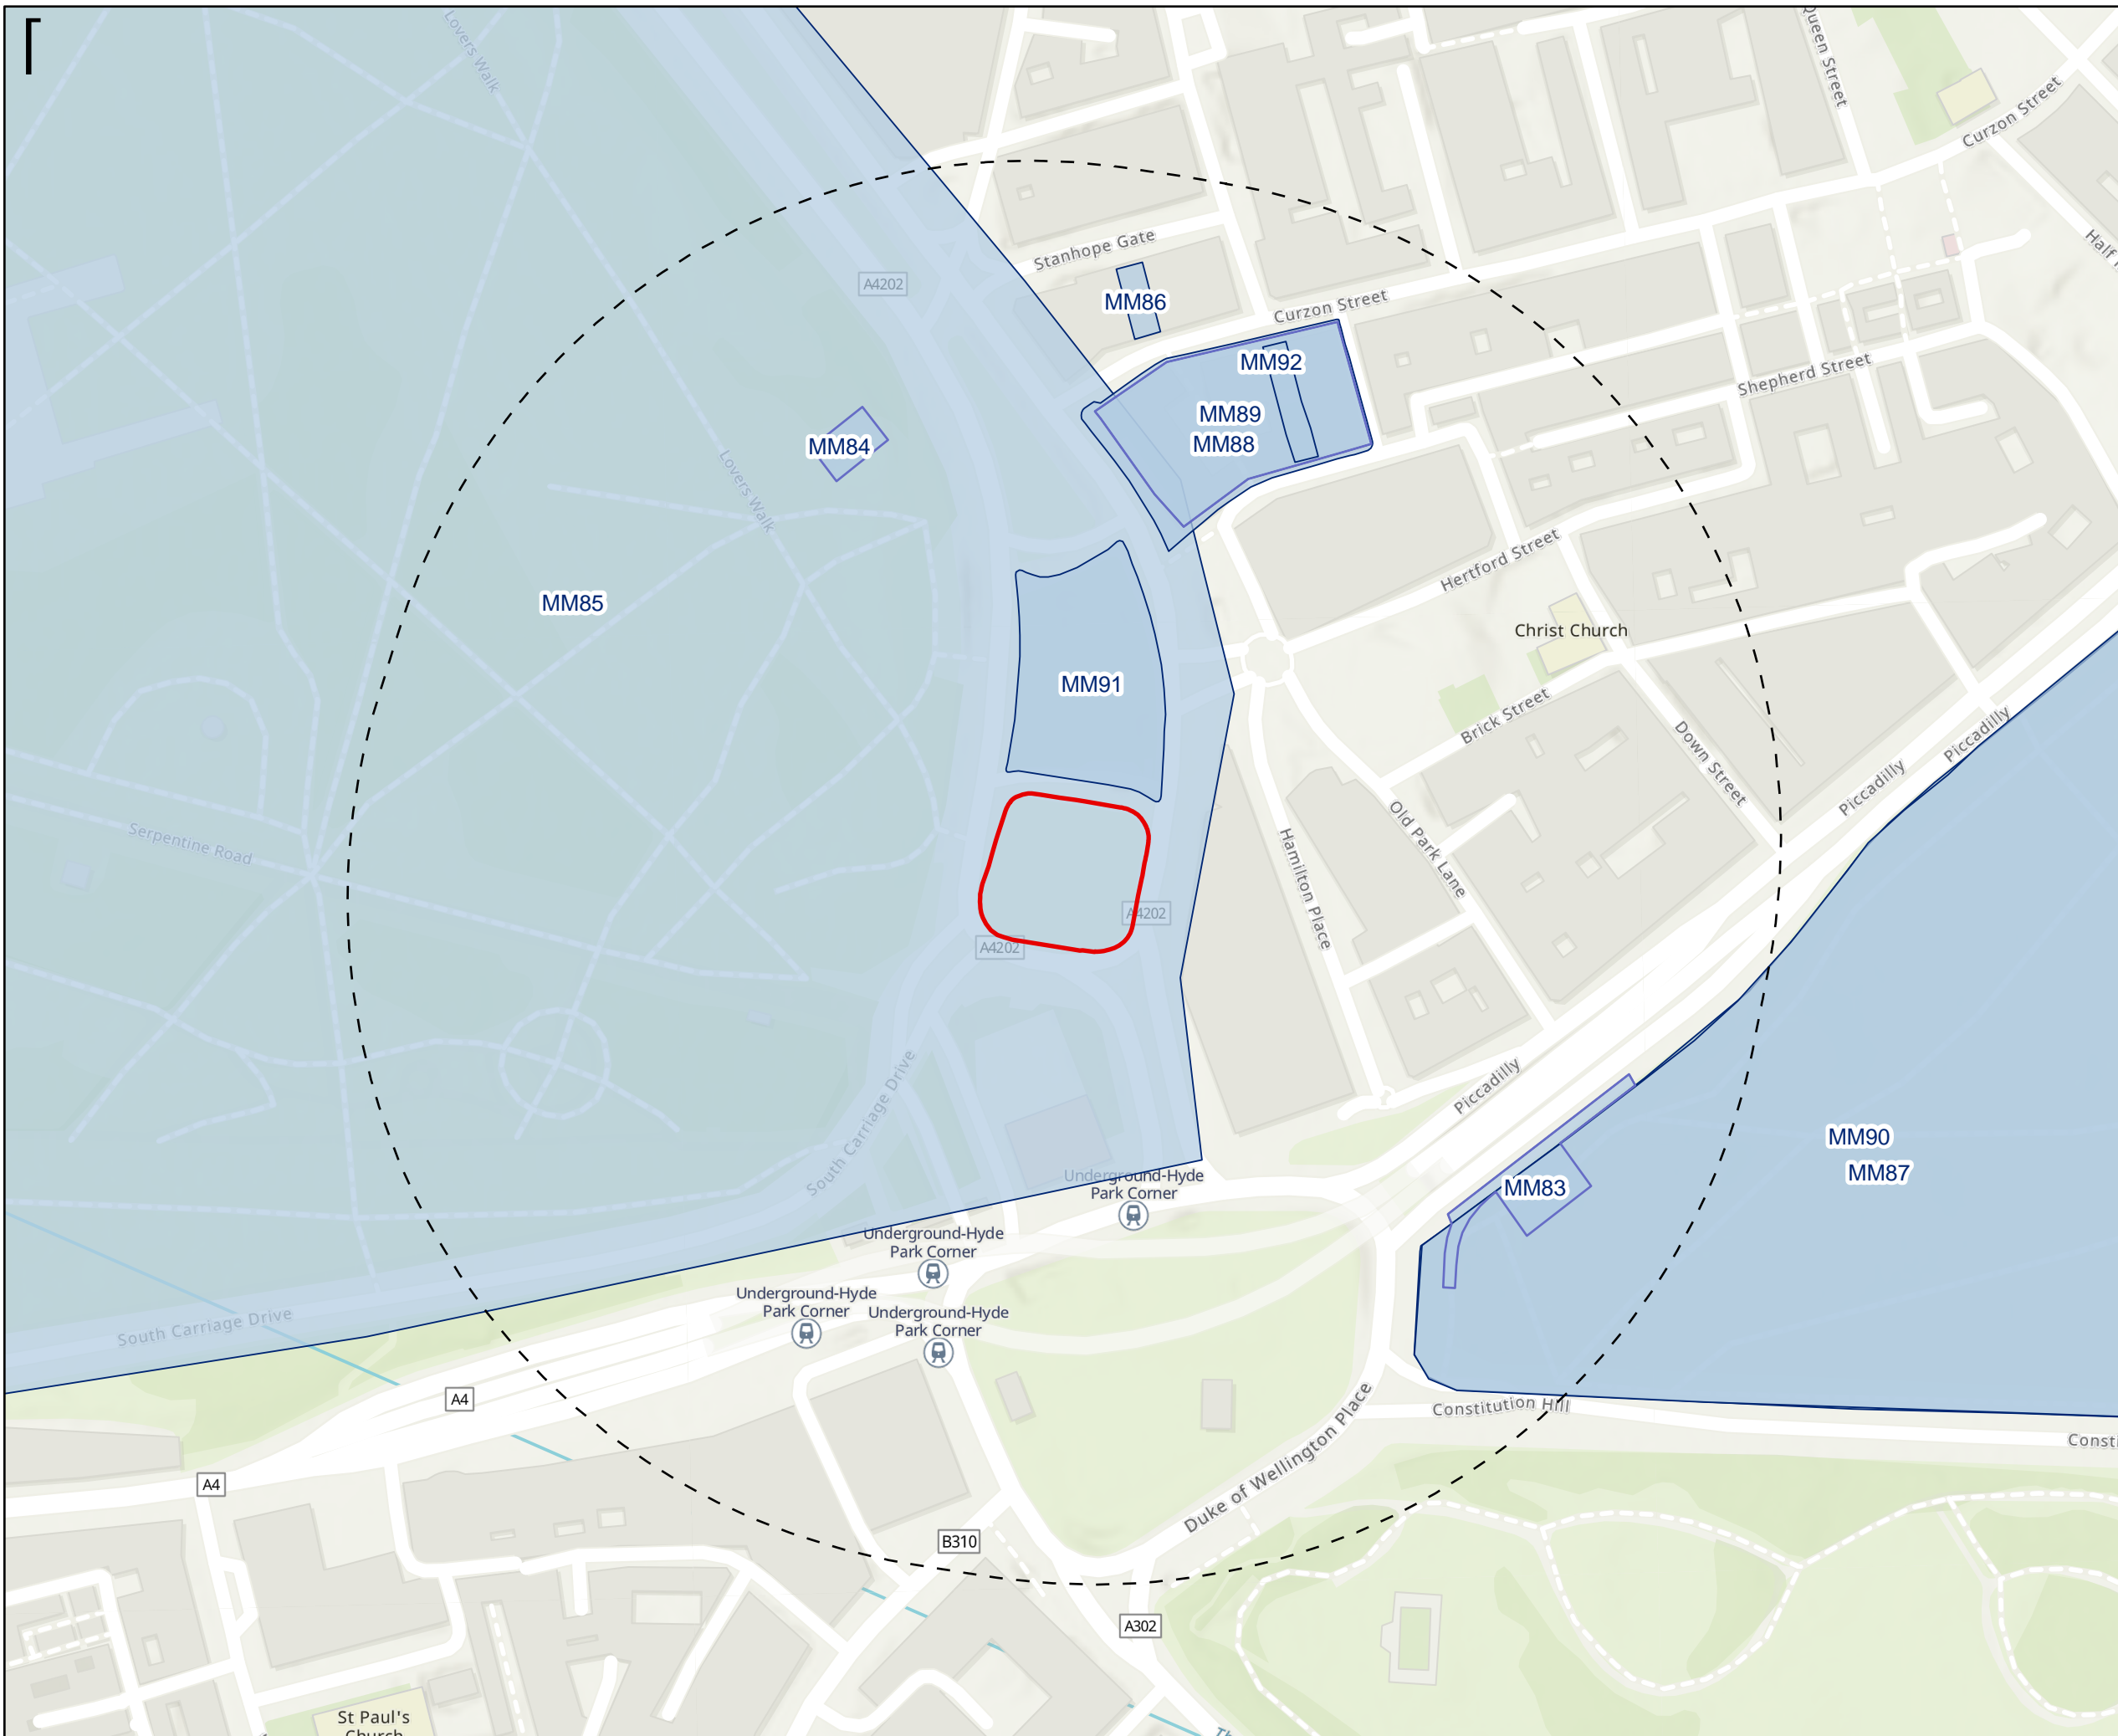 Lovers Walk
Queen Street
Curzon Street
Stanhope Gate
A4202
MM86
Curzon Street
MM92
Shepherd Street
MM89
MM88
MM84
Lovers Walk
Hertford Street
MM85
Christ Church
MM91
Brick Street
Down Street
Piccadilly
Piccadilly
Serpentine Road
Hamilton Place
Old Park Lane
A4202
A4202
South Carriage Drive
Piccadilly
MM90
MM87
MM83
Underground-Hyde
Park Corner
Underground-Hyde
Park Corner
Underground-Hyde
Park Corner
Underground-Hyde
Park Corner
South Carriage Drive
A4
Constitution Hill
Duke of Wellington Place
A4
B310
A302
St Paul's
Church